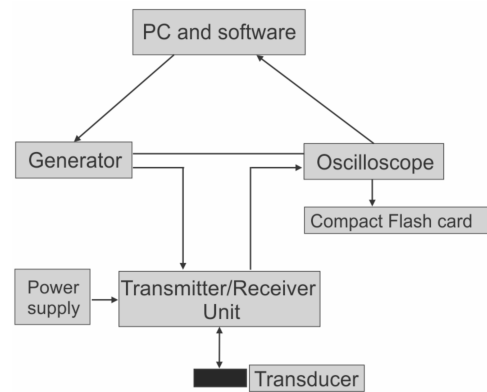 PC and software
Generator
Oscilloscope
Compact Flash card
Power
supply
Transmitter/Receiver
Unit
Transducer